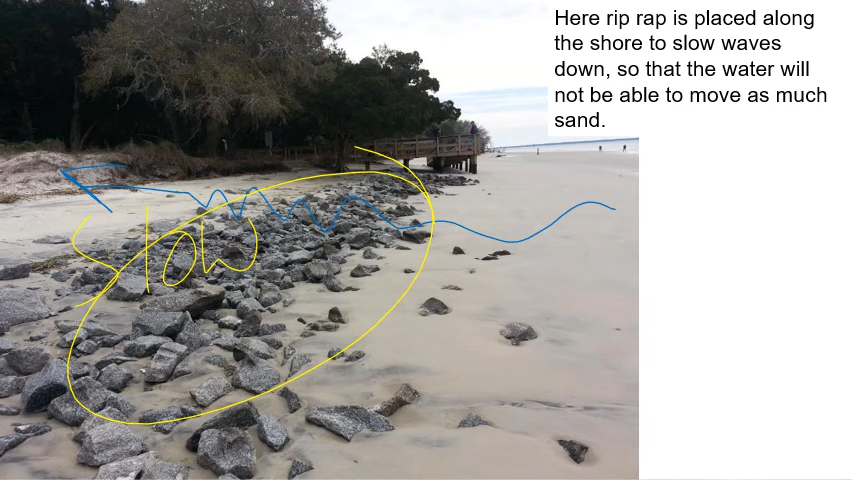 Here rip rap is placed along
the shore to slow waves
down, so that the water will
not be able to move as much
sand.
slow